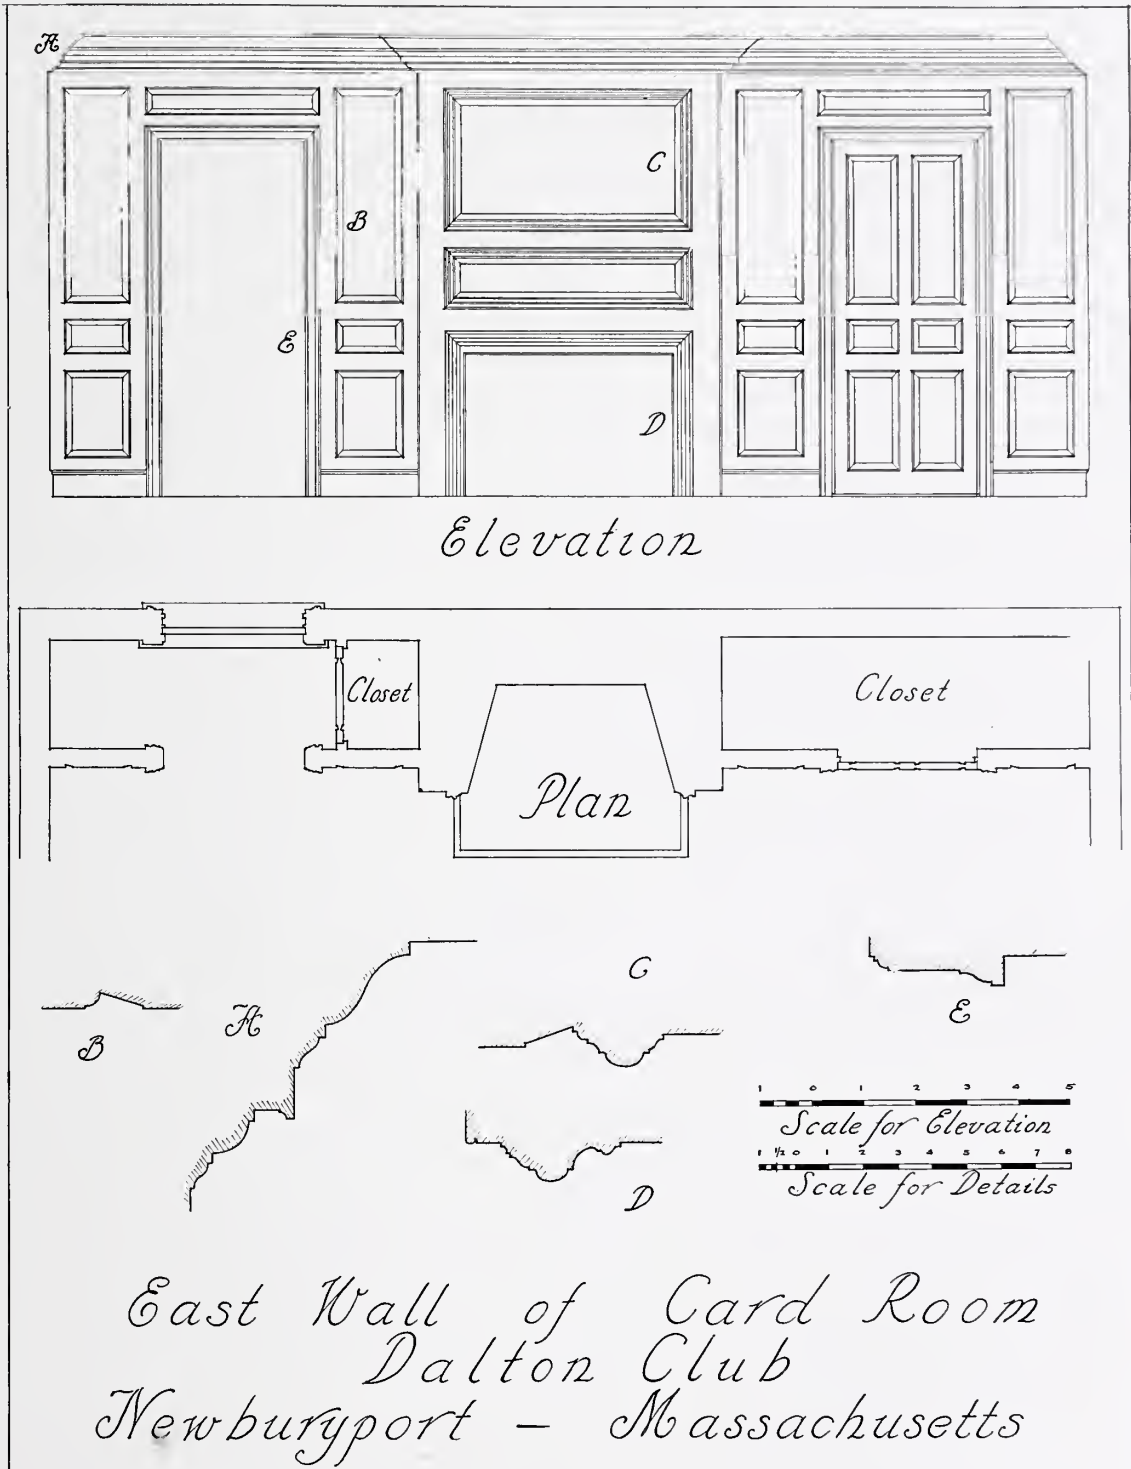 A
C
B
E
D
Elevation
Closet
Closet
Plan
C
A
E
B
1 0 1 2 3 4 5
Scale for Elevation
1 1/2 0 1 2 3 4 5 6 7 8
Scale for Details
D
East Wall of Card Room
Dalton Club
Newburyport – Massachusetts